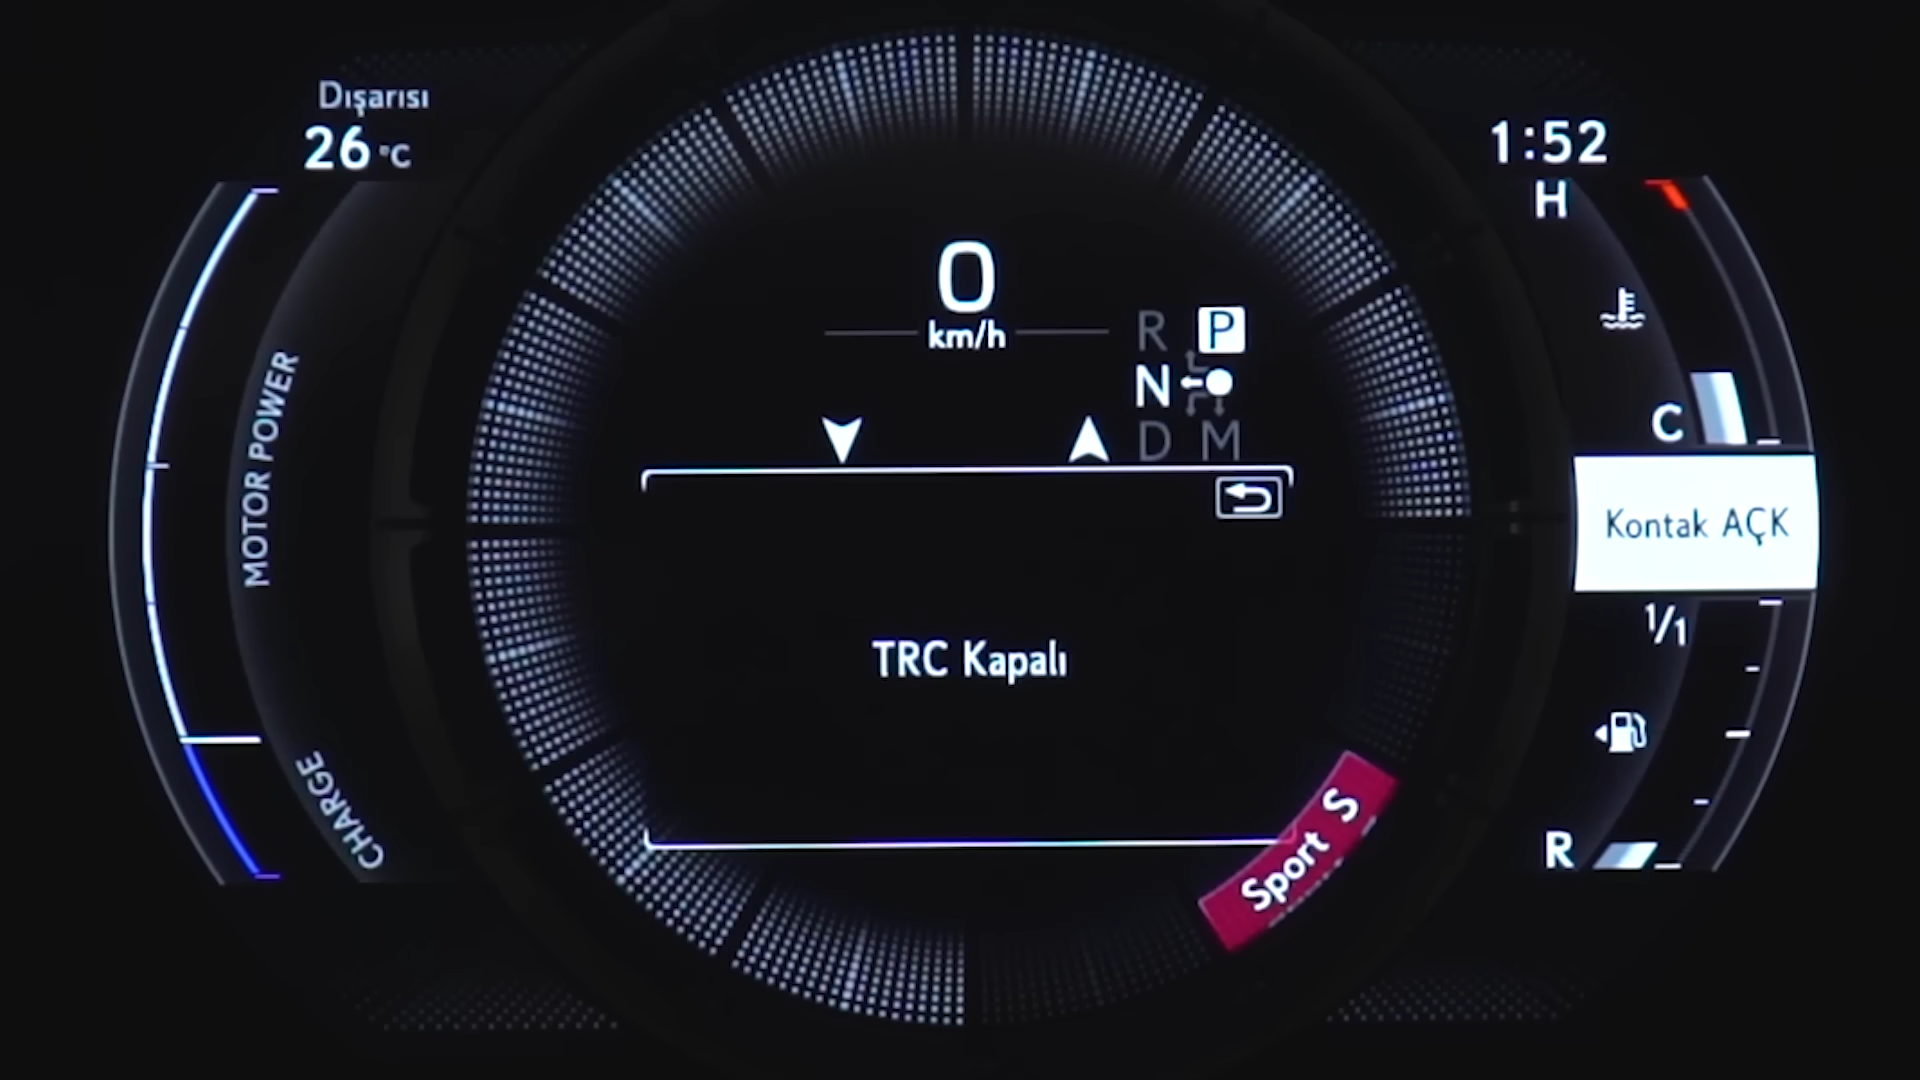 Dışarısı
26 °C
1:52
H
0
km/h
R P
N
D M
MOTOR POWER
C
Kontak AÇK
TRC Kapalı
1/1
CHARGE
Sport S
R